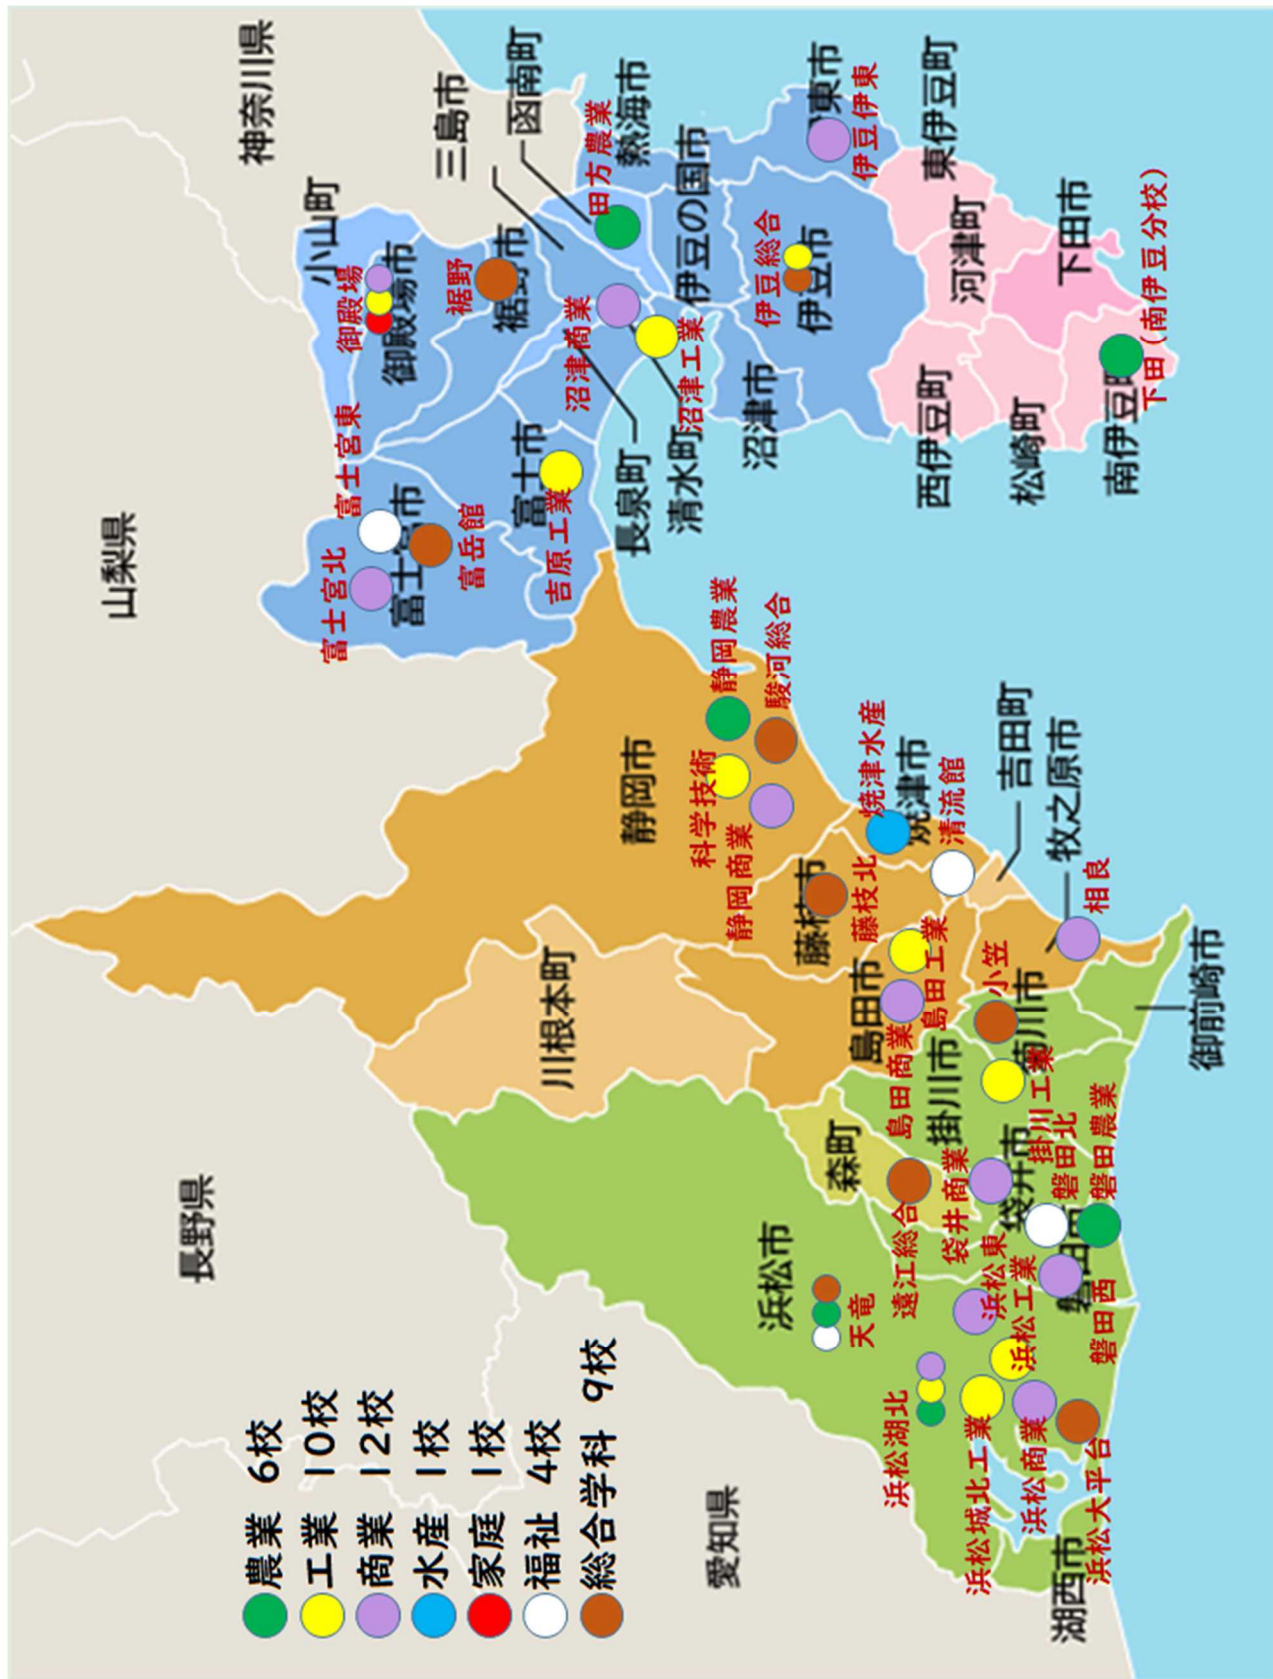 農業 6校
工業 10校
商業 12校
水産 1校
家庭 1校
福祉 4校
総合学科 9校
長野県
山梨県
神奈川県
愛知県
静岡市
川根本町
浜松市
森町
湖西市
掛川市
袋井市
磐田市
菊川市
御前崎市
牧之原市
吉田町
島田市
藤枝市
焼津市
富士宮市
富士市
御殿場市
小山町
裾野市
三島市
函南町
熱海市
長泉町
清水町
沼津市
伊豆の国市
伊豆市
伊東市
東伊豆町
河津町
下田市
西伊豆町
松崎町
南伊豆町
浜松湖北
天竜
浜松城北工業
浜松商業
浜松大平台
浜松工業
浜松東
磐田西
磐田北
磐田農業
遠江総合
袋井商業
掛川工業
小笠
相良
島田商業
島田工業
藤枝北
焼津水産
清流館
科学技術
静岡商業
静岡農業
駿河総合
富士宮北
富士宮東
富岳館
吉原工業
御殿場
裾野
沼津商業
沼津工業
田方農業
伊豆総合
伊豆伊東
下田(南伊豆分校)